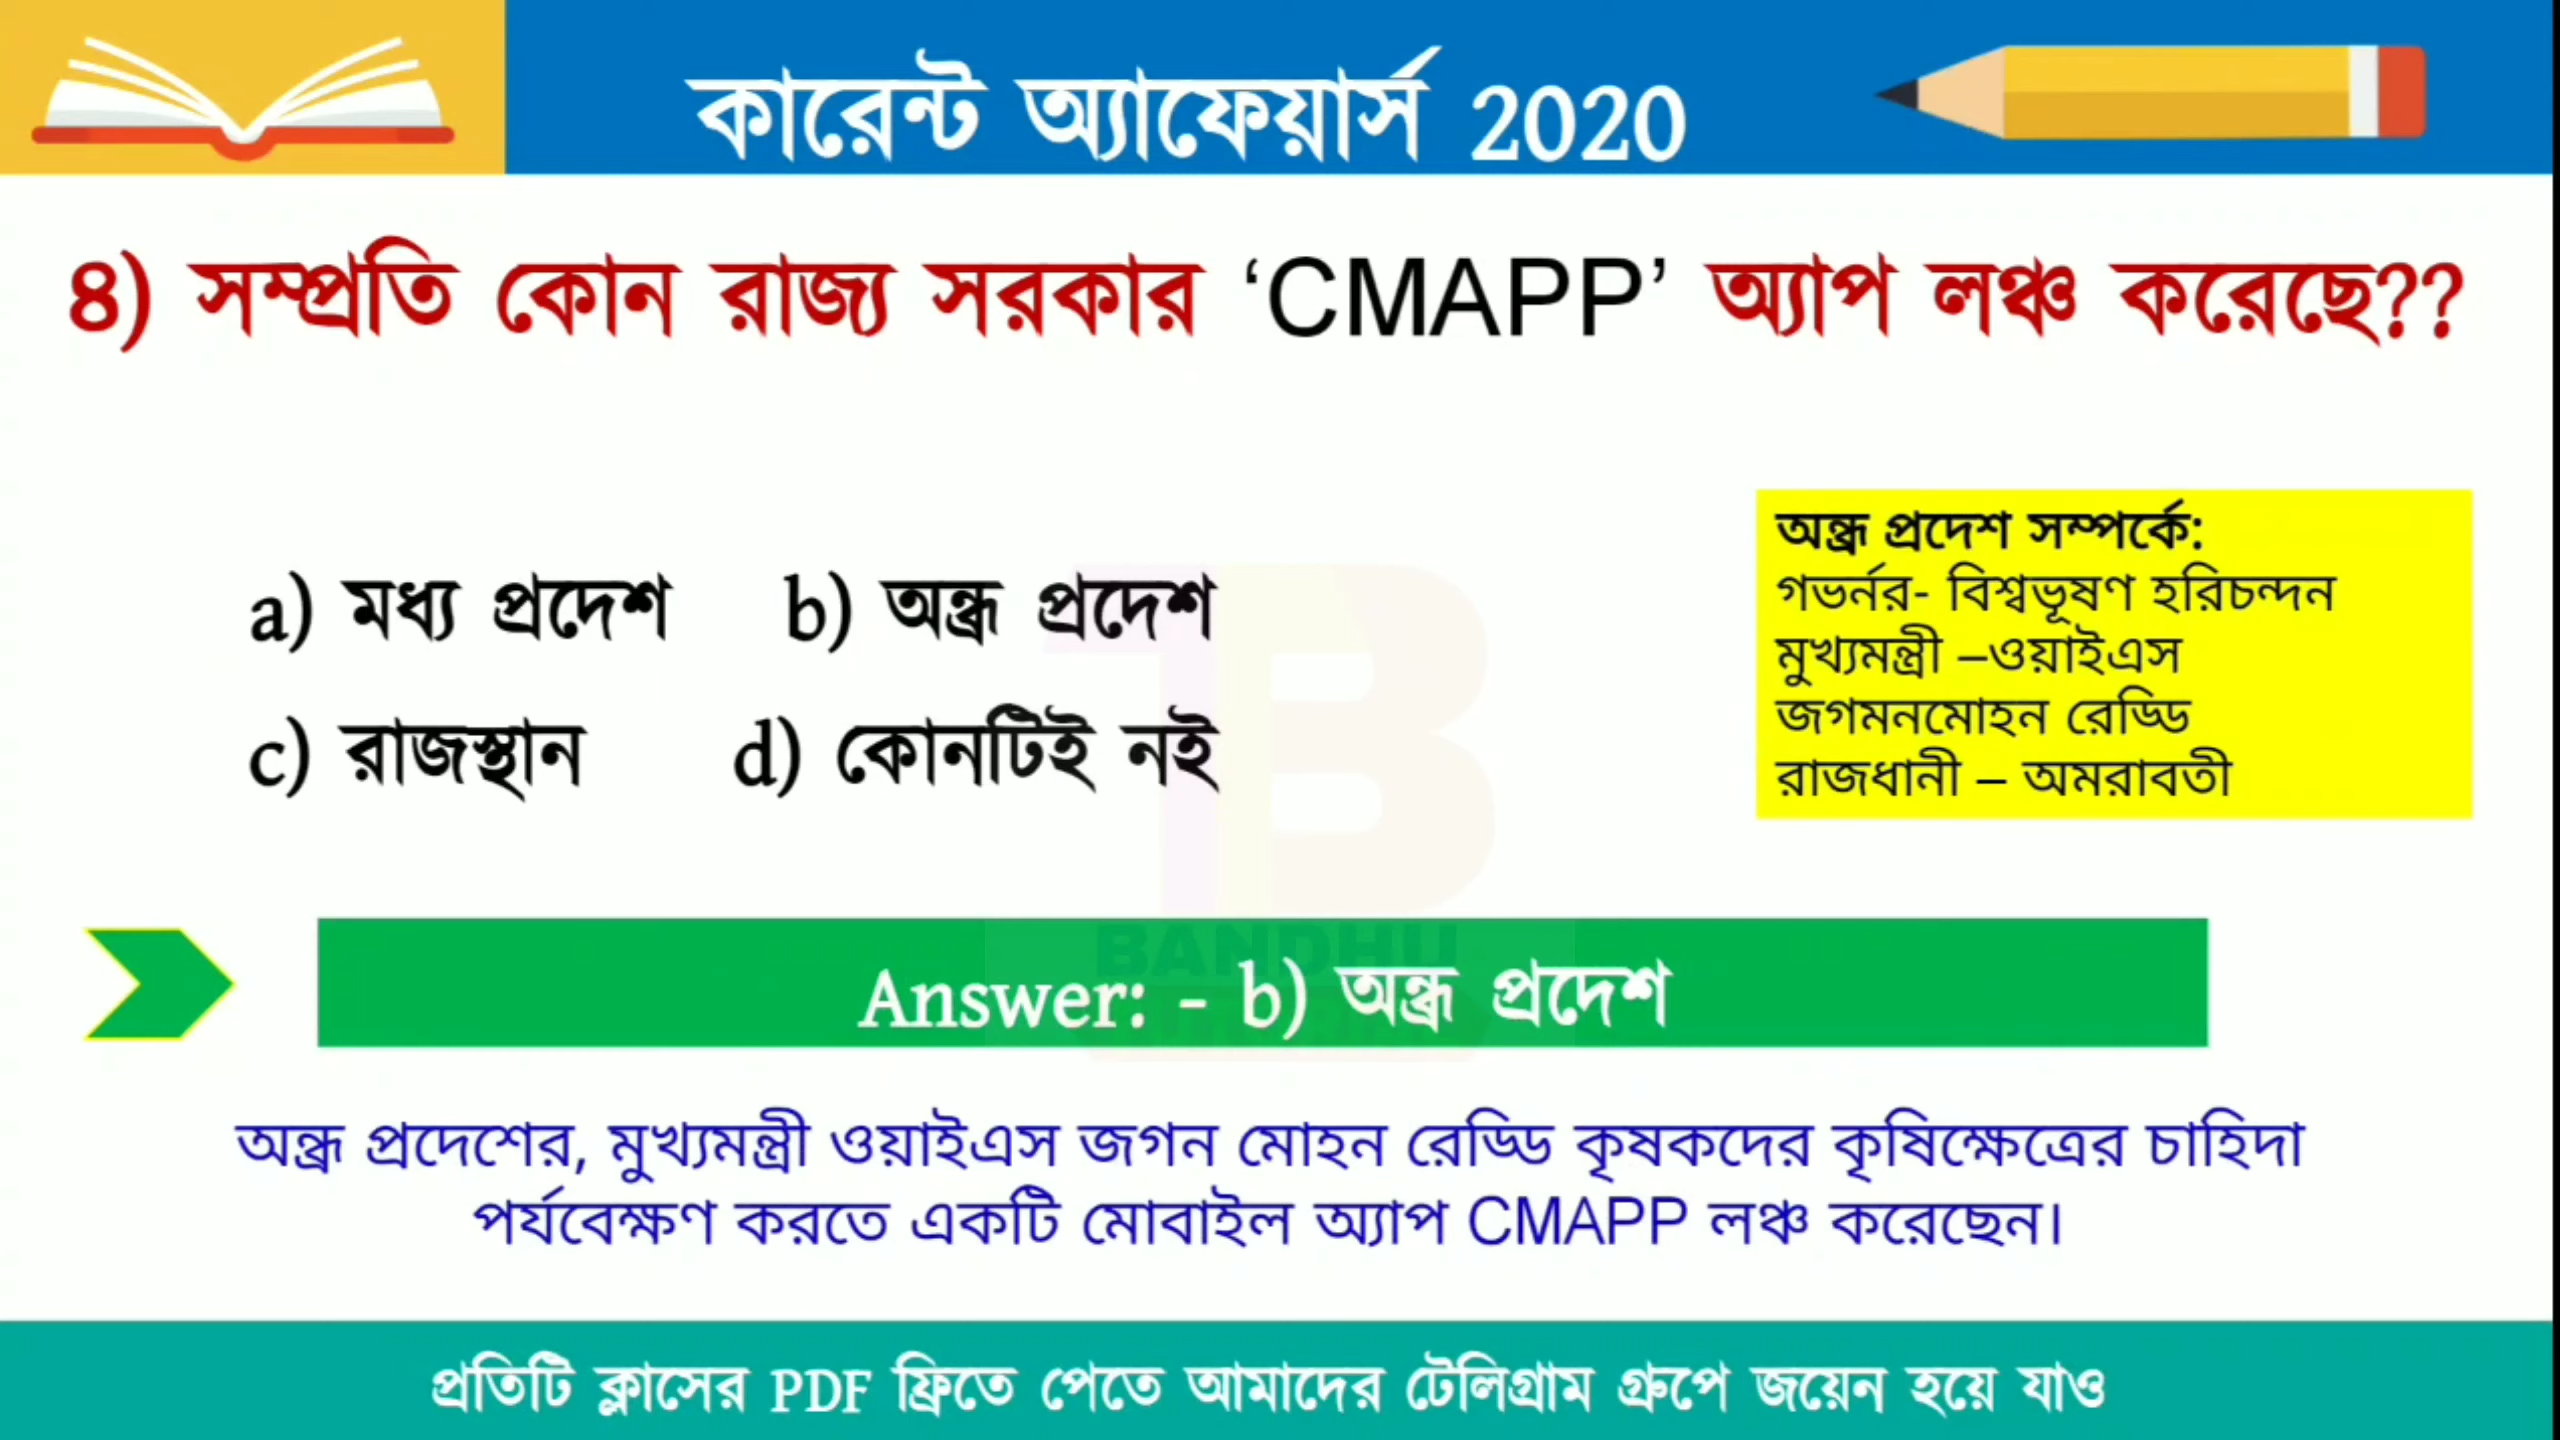 কারেন্ট অ্যাফেয়ার্স 2020
৪) সম্প্রতি কোন রাজ্য সরকার ‘CMAPP’ অ্যাপ লঞ্চ করেছে??
a) মধ্য প্রদেশ b) অন্ধ্র প্রদেশ
c) রাজস্থান d) কোনটিই নই
অন্ধ্র প্রদেশ সম্পর্কে:
গভর্নর- বিশ্বভূষণ হরিচন্দন
মুখ্যমন্ত্রী –ওয়াইএস
জগমনমোহন রেড্ডি
রাজধানী – অমরাবতী
BANDHU
Answer: - b) অন্ধ্র প্রদেশ
অন্ধ্র প্রদেশের, মুখ্যমন্ত্রী ওয়াইএস জগন মোহন রেড্ডি কৃষকদের কৃষিক্ষেত্রের চাহিদা
পর্যবেক্ষণ করতে একটি মোবাইল অ্যাপ CMAPP লঞ্চ করেছেন।
প্রতিটি ক্লাসের PDF ফ্রিতে পেতে আমাদের টেলিগ্রাম গ্রুপে জয়েন হয়ে যাও